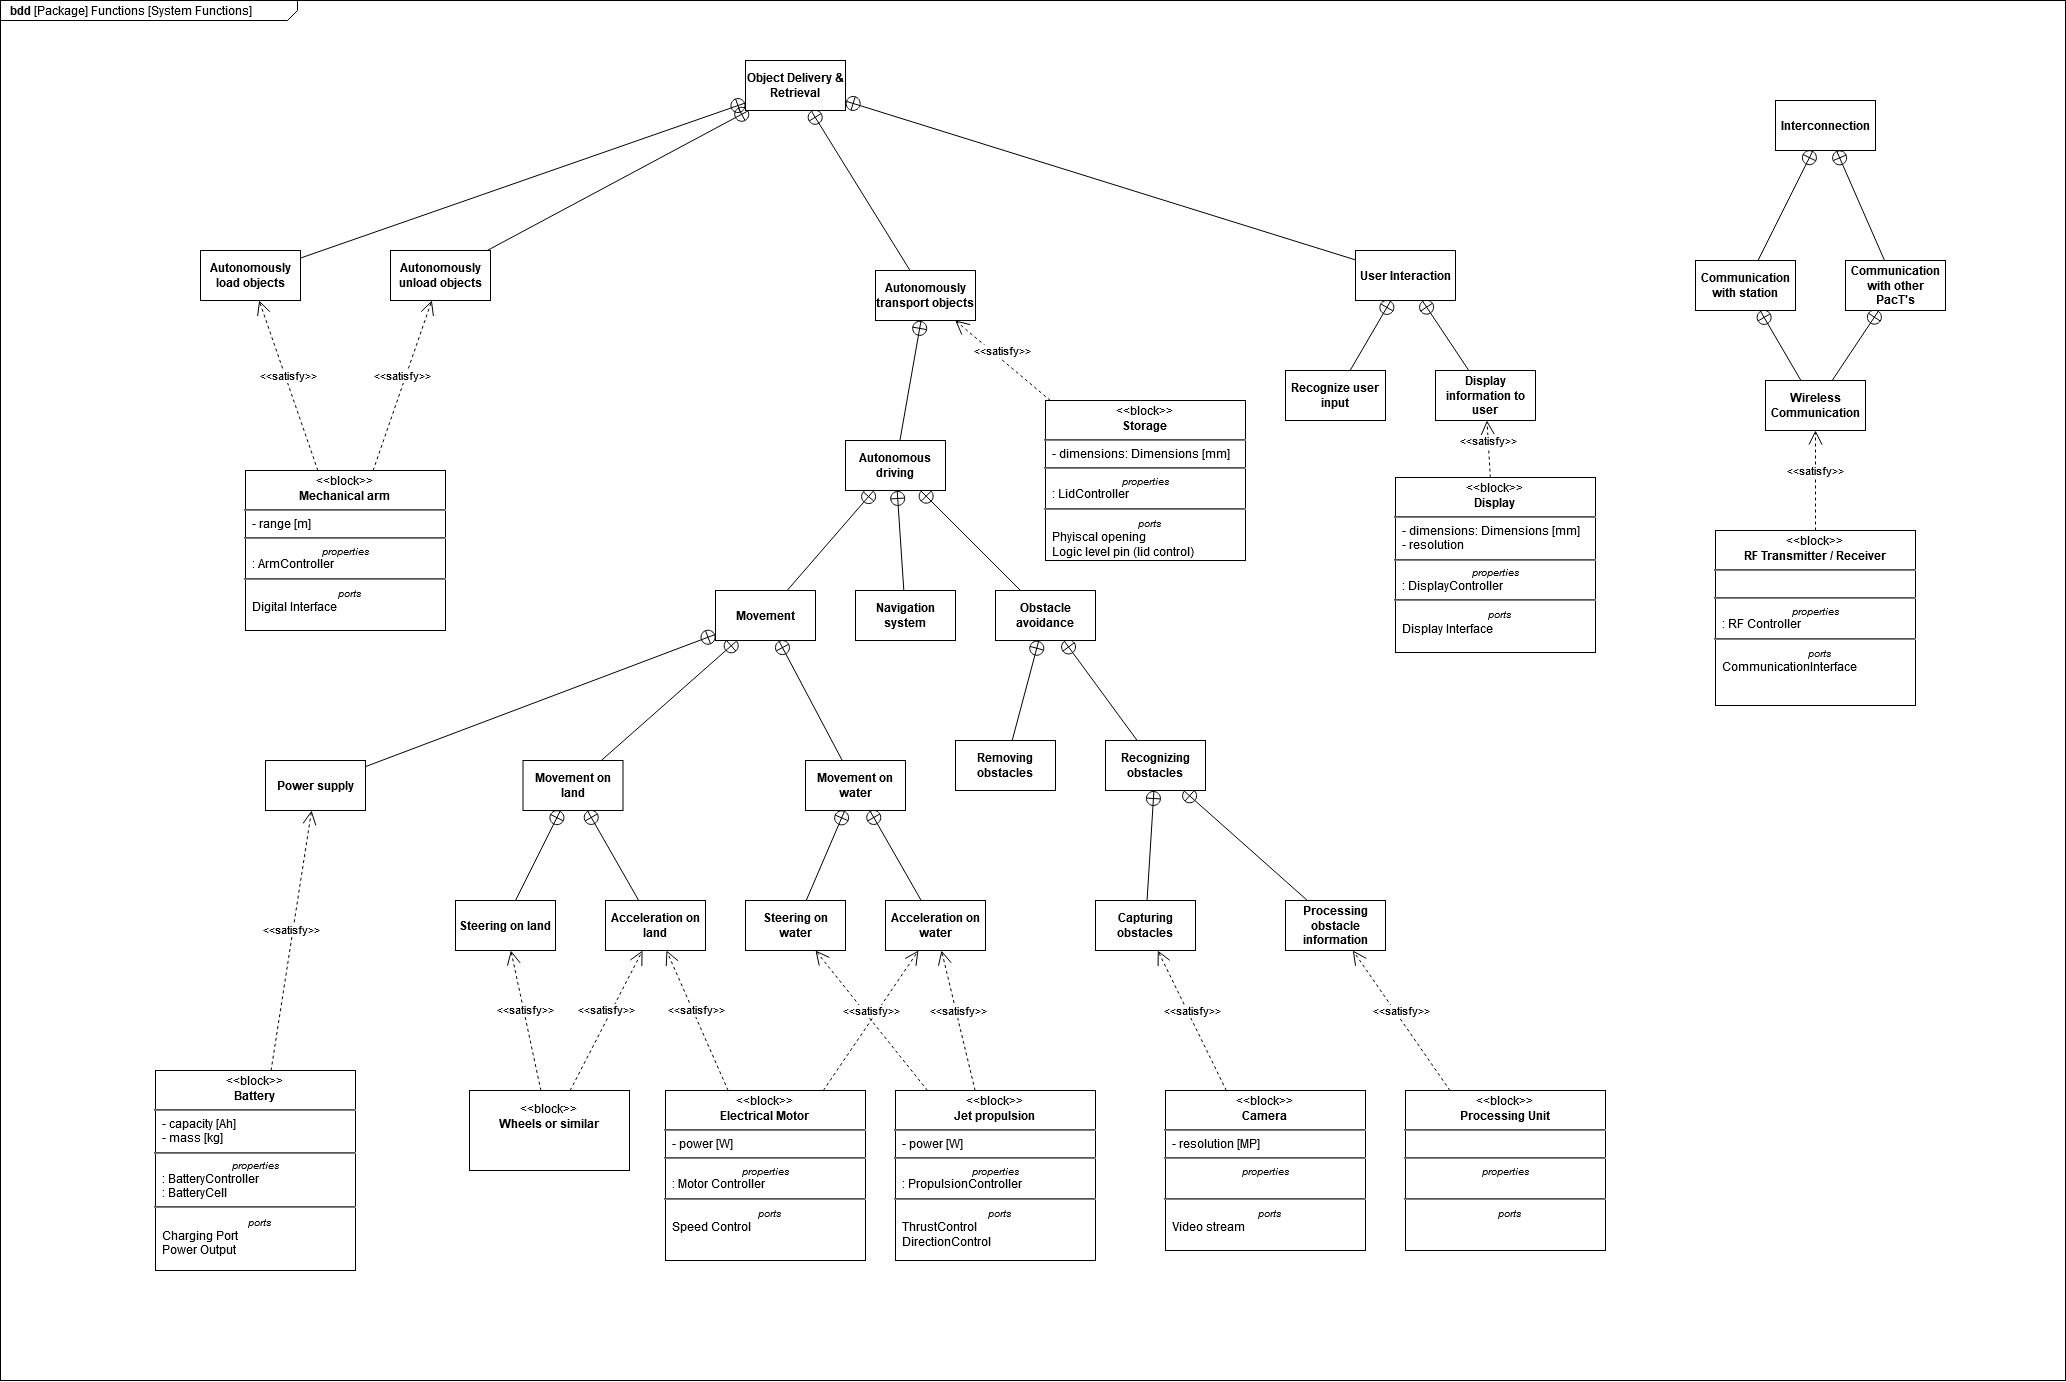 bdd [Package] Functions [System Functions]
Object Delivery &
Retrieval
Interconnection
Autonomously
load objects
Autonomously
unload objects
Autonomously
transport objects
User Interaction
Communication
with station
Communication
with other
PacT's
<<satisfy>>
<<satisfy>>
<<satisfy>>
Recognize user
input
Display
information to
user
Wireless
Communication
<<block>>
Storage
- dimensions: Dimensions [mm]
properties
: LidController
ports
Phyiscal opening
Logic level pin (lid control)
<<satisfy>>
<<satisfy>>
Autonomous
driving
<<block>>
Mechanical arm
- range [m]
properties
: ArmController
ports
Digital Interface
<<block>>
Display
- dimensions: Dimensions [mm]
- resolution
properties
: DisplayController
ports
Display Interface
<<block>>
RF Transmitter / Receiver
properties
: RF Controller
ports
CommunicationInterface
Movement
Navigation
system
Obstacle
avoidance
Power supply
Movement on
land
Movement on
water
Removing
obstacles
Recognizing
obstacles
<<satisfy>>
Steering on land
Acceleration on
land
Steering on
water
Acceleration on
water
Capturing
obstacles
Processing
obstacle
information
<<satisfy>>
<<satisfy>>
<<satisfy>>
<<satisfy>>
<<satisfy>>
<<satisfy>>
<<satisfy>>
<<block>>
Battery
- capacity [Ah]
- mass [kg]
properties
: BatteryController
: BatteryCell
ports
Charging Port
Power Output
<<block>>
Wheels or similar
<<block>>
Electrical Motor
- power [W]
properties
: Motor Controller
ports
Speed Control
<<block>>
Jet propulsion
- power [W]
properties
: PropulsionController
ports
ThrustControl
DirectionControl
<<block>>
Camera
- resolution [MP]
properties
ports
Video stream
<<block>>
Processing Unit
properties
ports